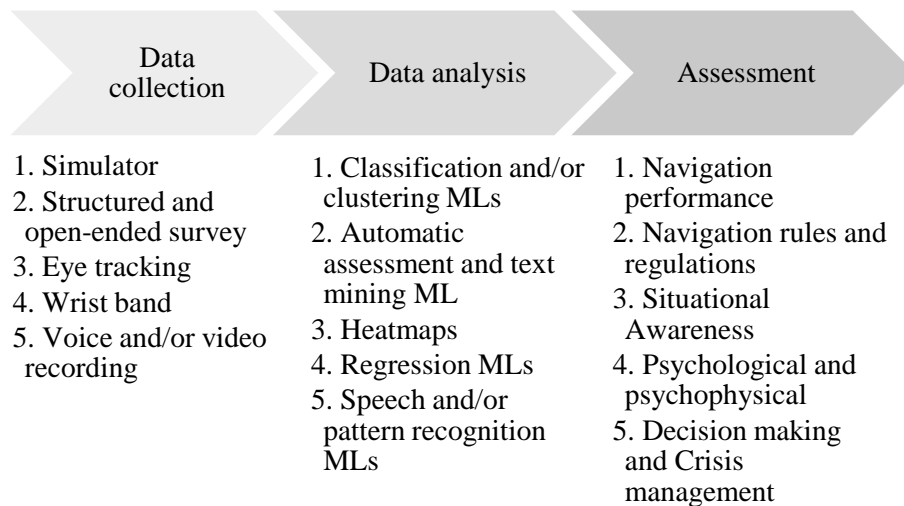 Data
collection
Data analysis
Assessment
1. Simulator
2. Structured and
open-ended survey
3. Eye tracking
4. Wrist band
5. Voice and/or video
recording
1. Classification and/or
clustering MLs
2. Automatic
assessment and text
mining ML
3. Heatmaps
4. Regression MLs
5. Speech and/or
pattern recognition
MLs
1. Navigation
performance
2. Navigation rules and
regulations
3. Situational
Awareness
4. Psychological and
psychophysical
5. Decision making
and Crisis
management